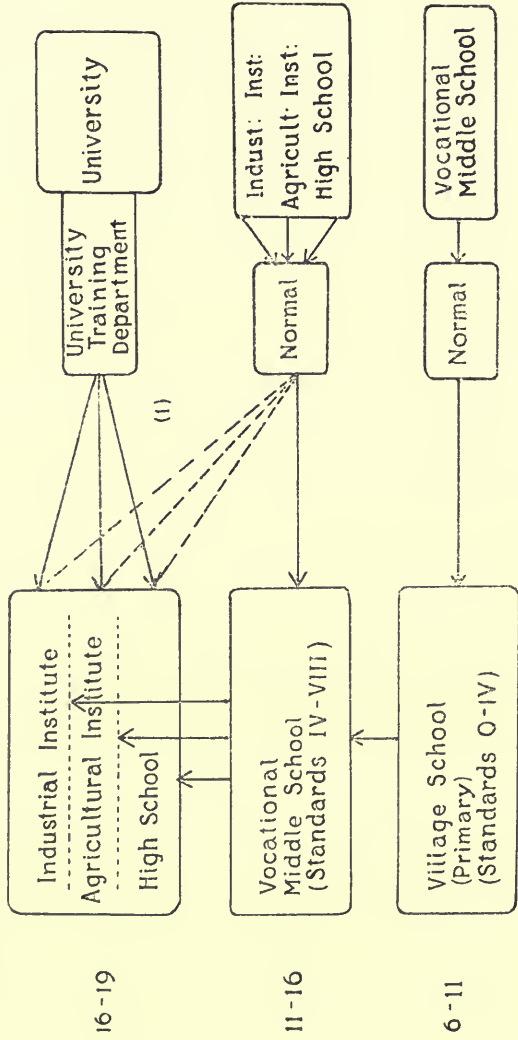 16-19
Industrial Institute
Agricultural Institute
High School
(1)
University
Training
Department
University
11-16
Vocational
Middle School
(Standards IV-VIII)
Normal
Indust: Inst:
Agricult· Inst:
High School
6-11
Village School
(Primary)
(Standards O-IV)
Normal
Vocational
Middle School